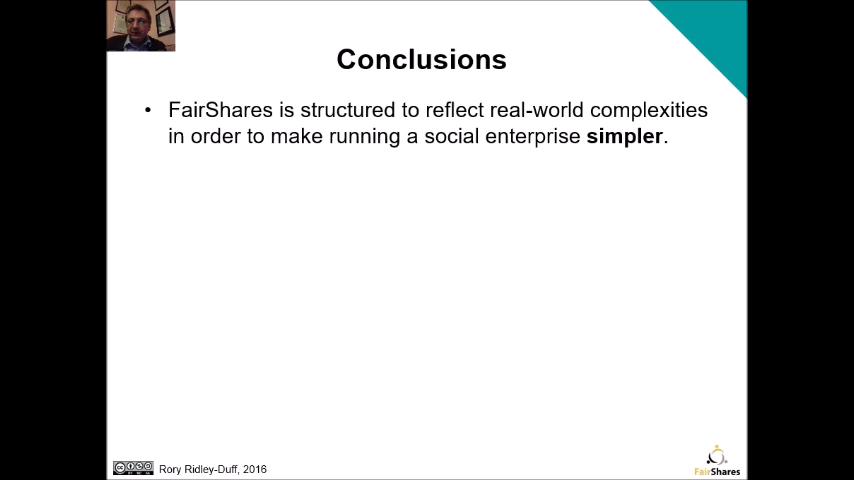 Conclusions
• FairShares is structured to reflect real-world complexities
in order to make running a social enterprise simpler.
Rory Ridley-Duff, 2016
FairShares